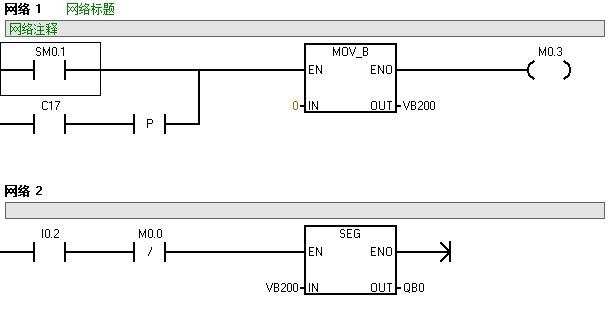 网络 1 网络标题
网络注释
SM0.1 MOV_B M0.3
EN ENO
C17
P 0 IN OUT VB200
网络 2
I0.2 M0.0 SEG
/ EN ENO
VB200 IN OUT QB0